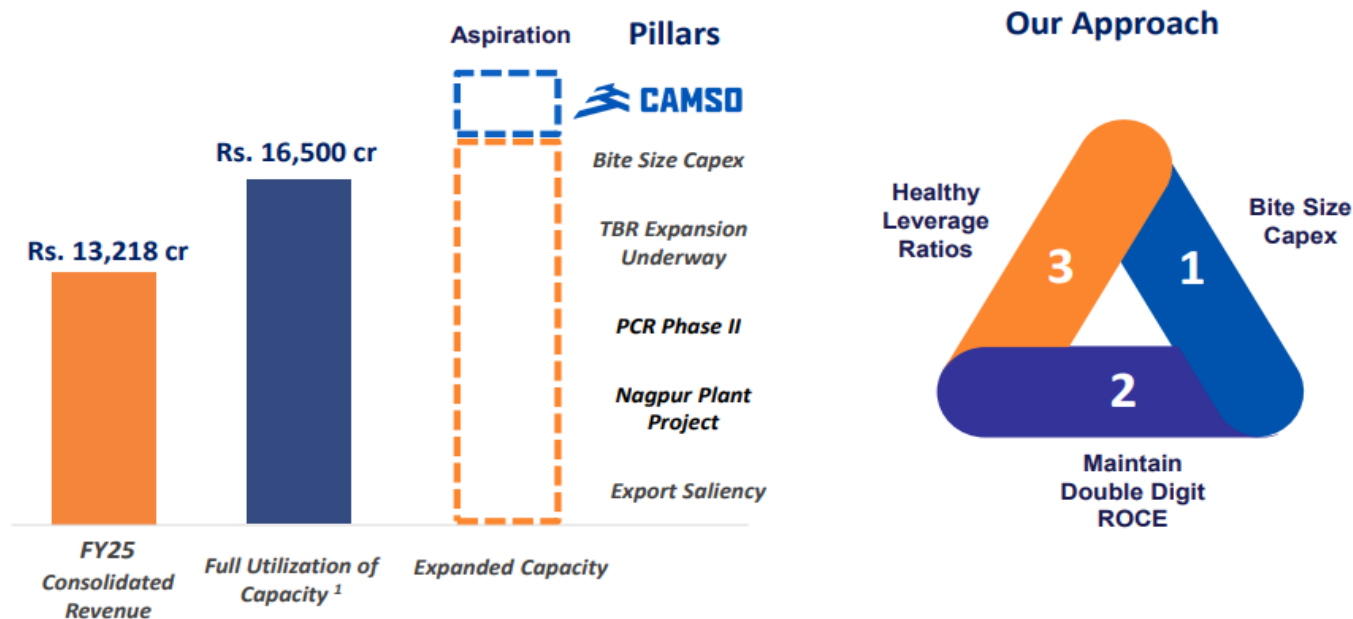 Aspiration
Pillars
CAMSO
Rs. 16,500 cr
Rs. 13,218 cr
Bite Size Capex
TBR Expansion
Underway
PCR Phase II
Nagpur Plant
Project
Export Saliency
FY25
Consolidated
Revenue
Full Utilization of
Capacity ¹
Expanded Capacity
Our Approach
Healthy
Leverage
Ratios
3
1
Bite Size
Capex
2
Maintain
Double Digit
ROCE